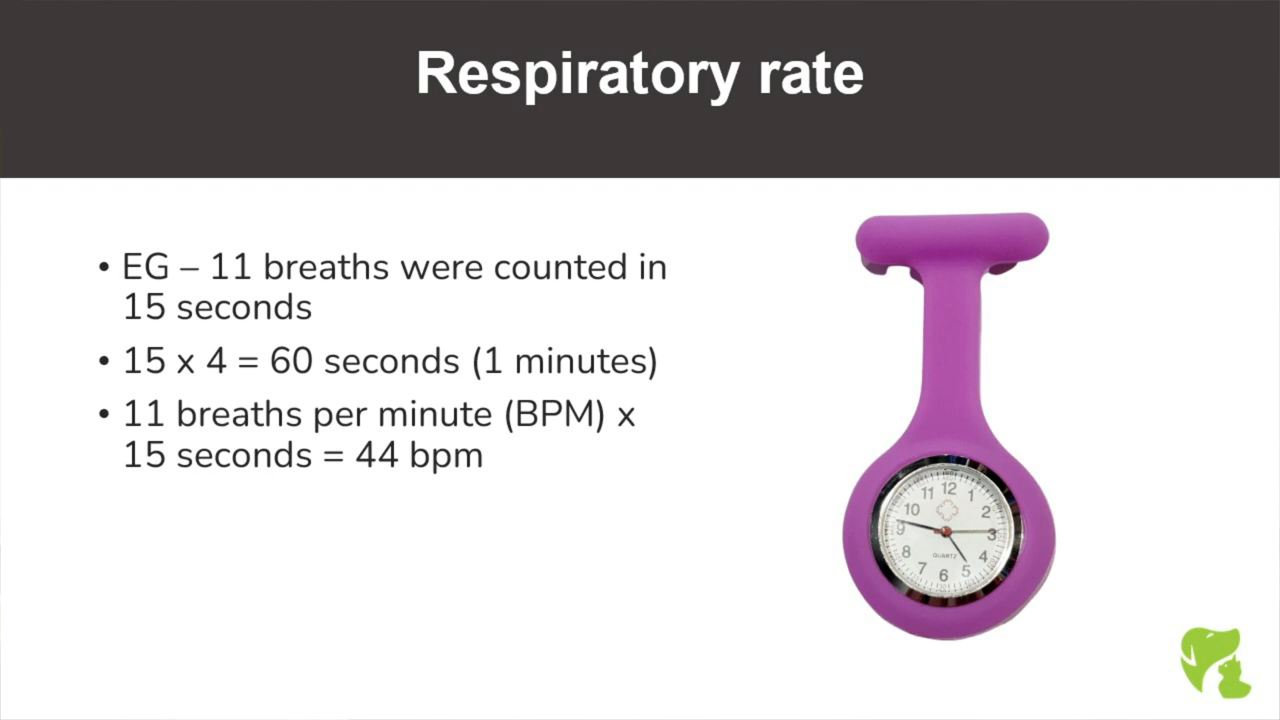 Respiratory rate
• EG – 11 breaths were counted in
15 seconds
• 15 x 4 = 60 seconds (1 minutes)
• 11 breaths per minute (BPM) x
15 seconds = 44 bpm
12
11
1
10
2
9
3
8
QUARTZ
4
7
5
6